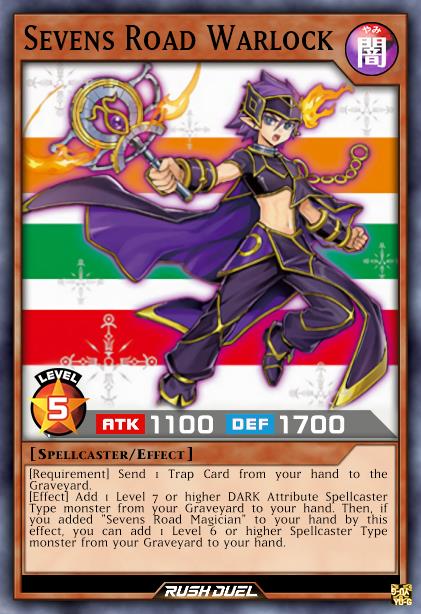 Sevens Road Warlock
やみ
闇
LEVEL
5
ATK 1100 DEF 1700
[Spellcaster/Effect]
[Requirement] Send 1 Trap Card from your hand to the
Graveyard.
[Effect] Add 1 Level 7 or higher DARK Attribute Spellcaster
Type monster from your Graveyard to your hand. Then, if
you added "Sevens Road Magician" to your hand by this
effect, you can add 1 Level 6 or higher Spellcaster Type
monster from your Graveyard to your hand.
RUSH DUEL